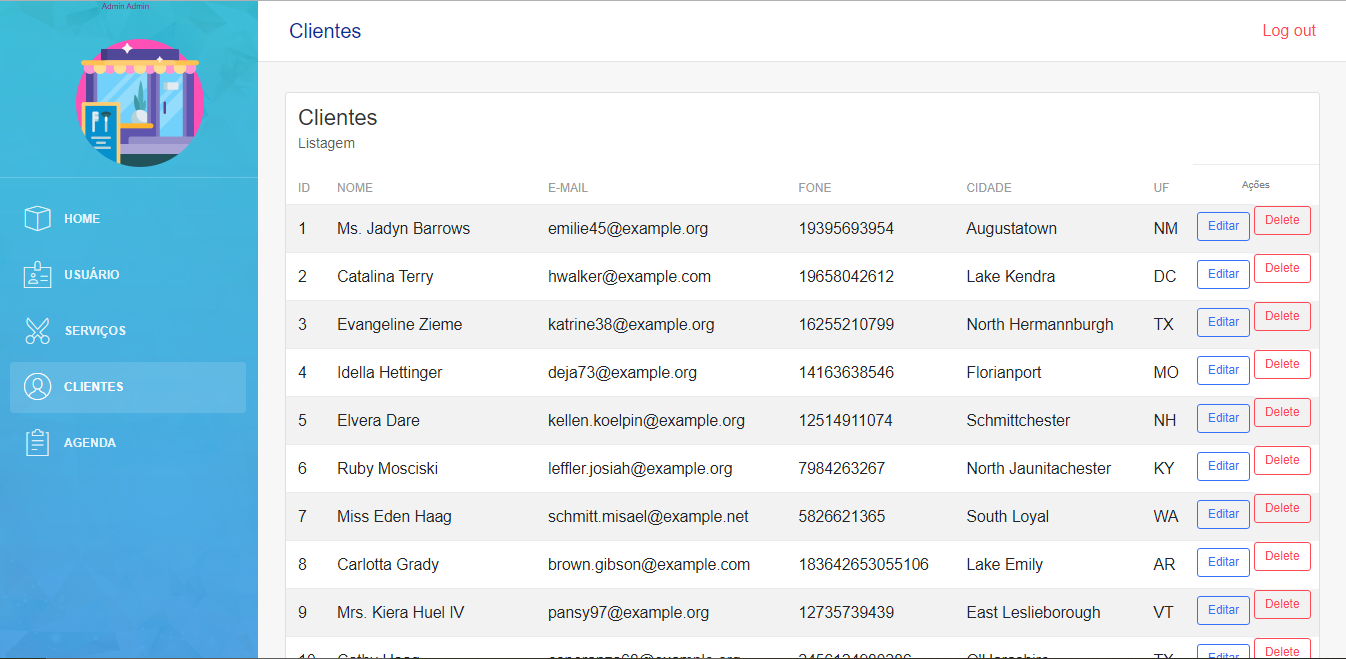 Admin Admin
Clientes
Log out
HOME
USUÁRIO
SERVIÇOS
CLIENTES
AGENDA
Clientes
Listagem
ID NOME E-MAIL FONE CIDADE UF Ações
1 Ms. Jadyn Barrows emilie45@example.org 19395693954 Augustatown NM Editar Delete
2 Catalina Terry hwalker@example.com 19658042612 Lake Kendra DC Editar Delete
3 Evangeline Zieme katrine38@example.org 16255210799 North Hermannburgh TX Editar Delete
4 Idella Hettinger deja73@example.org 14163638546 Florianport MO Editar Delete
5 Elvera Dare kellen.koelpin@example.org 12514911074 Schmittchester NH Editar Delete
6 Ruby Mosciski leffler.josiah@example.org 7984263267 North Jaunitachester KY Editar Delete
7 Miss Eden Haag schmitt.misael@example.net 5826621365 South Loyal WA Editar Delete
8 Carlotta Grady brown.gibson@example.com 183642653055106 Lake Emily AR Editar Delete
9 Mrs. Kiera Huel IV pansy97@example.org 12735739439 East Leslieborough VT Editar Delete
10 Haag TX Editar Delete